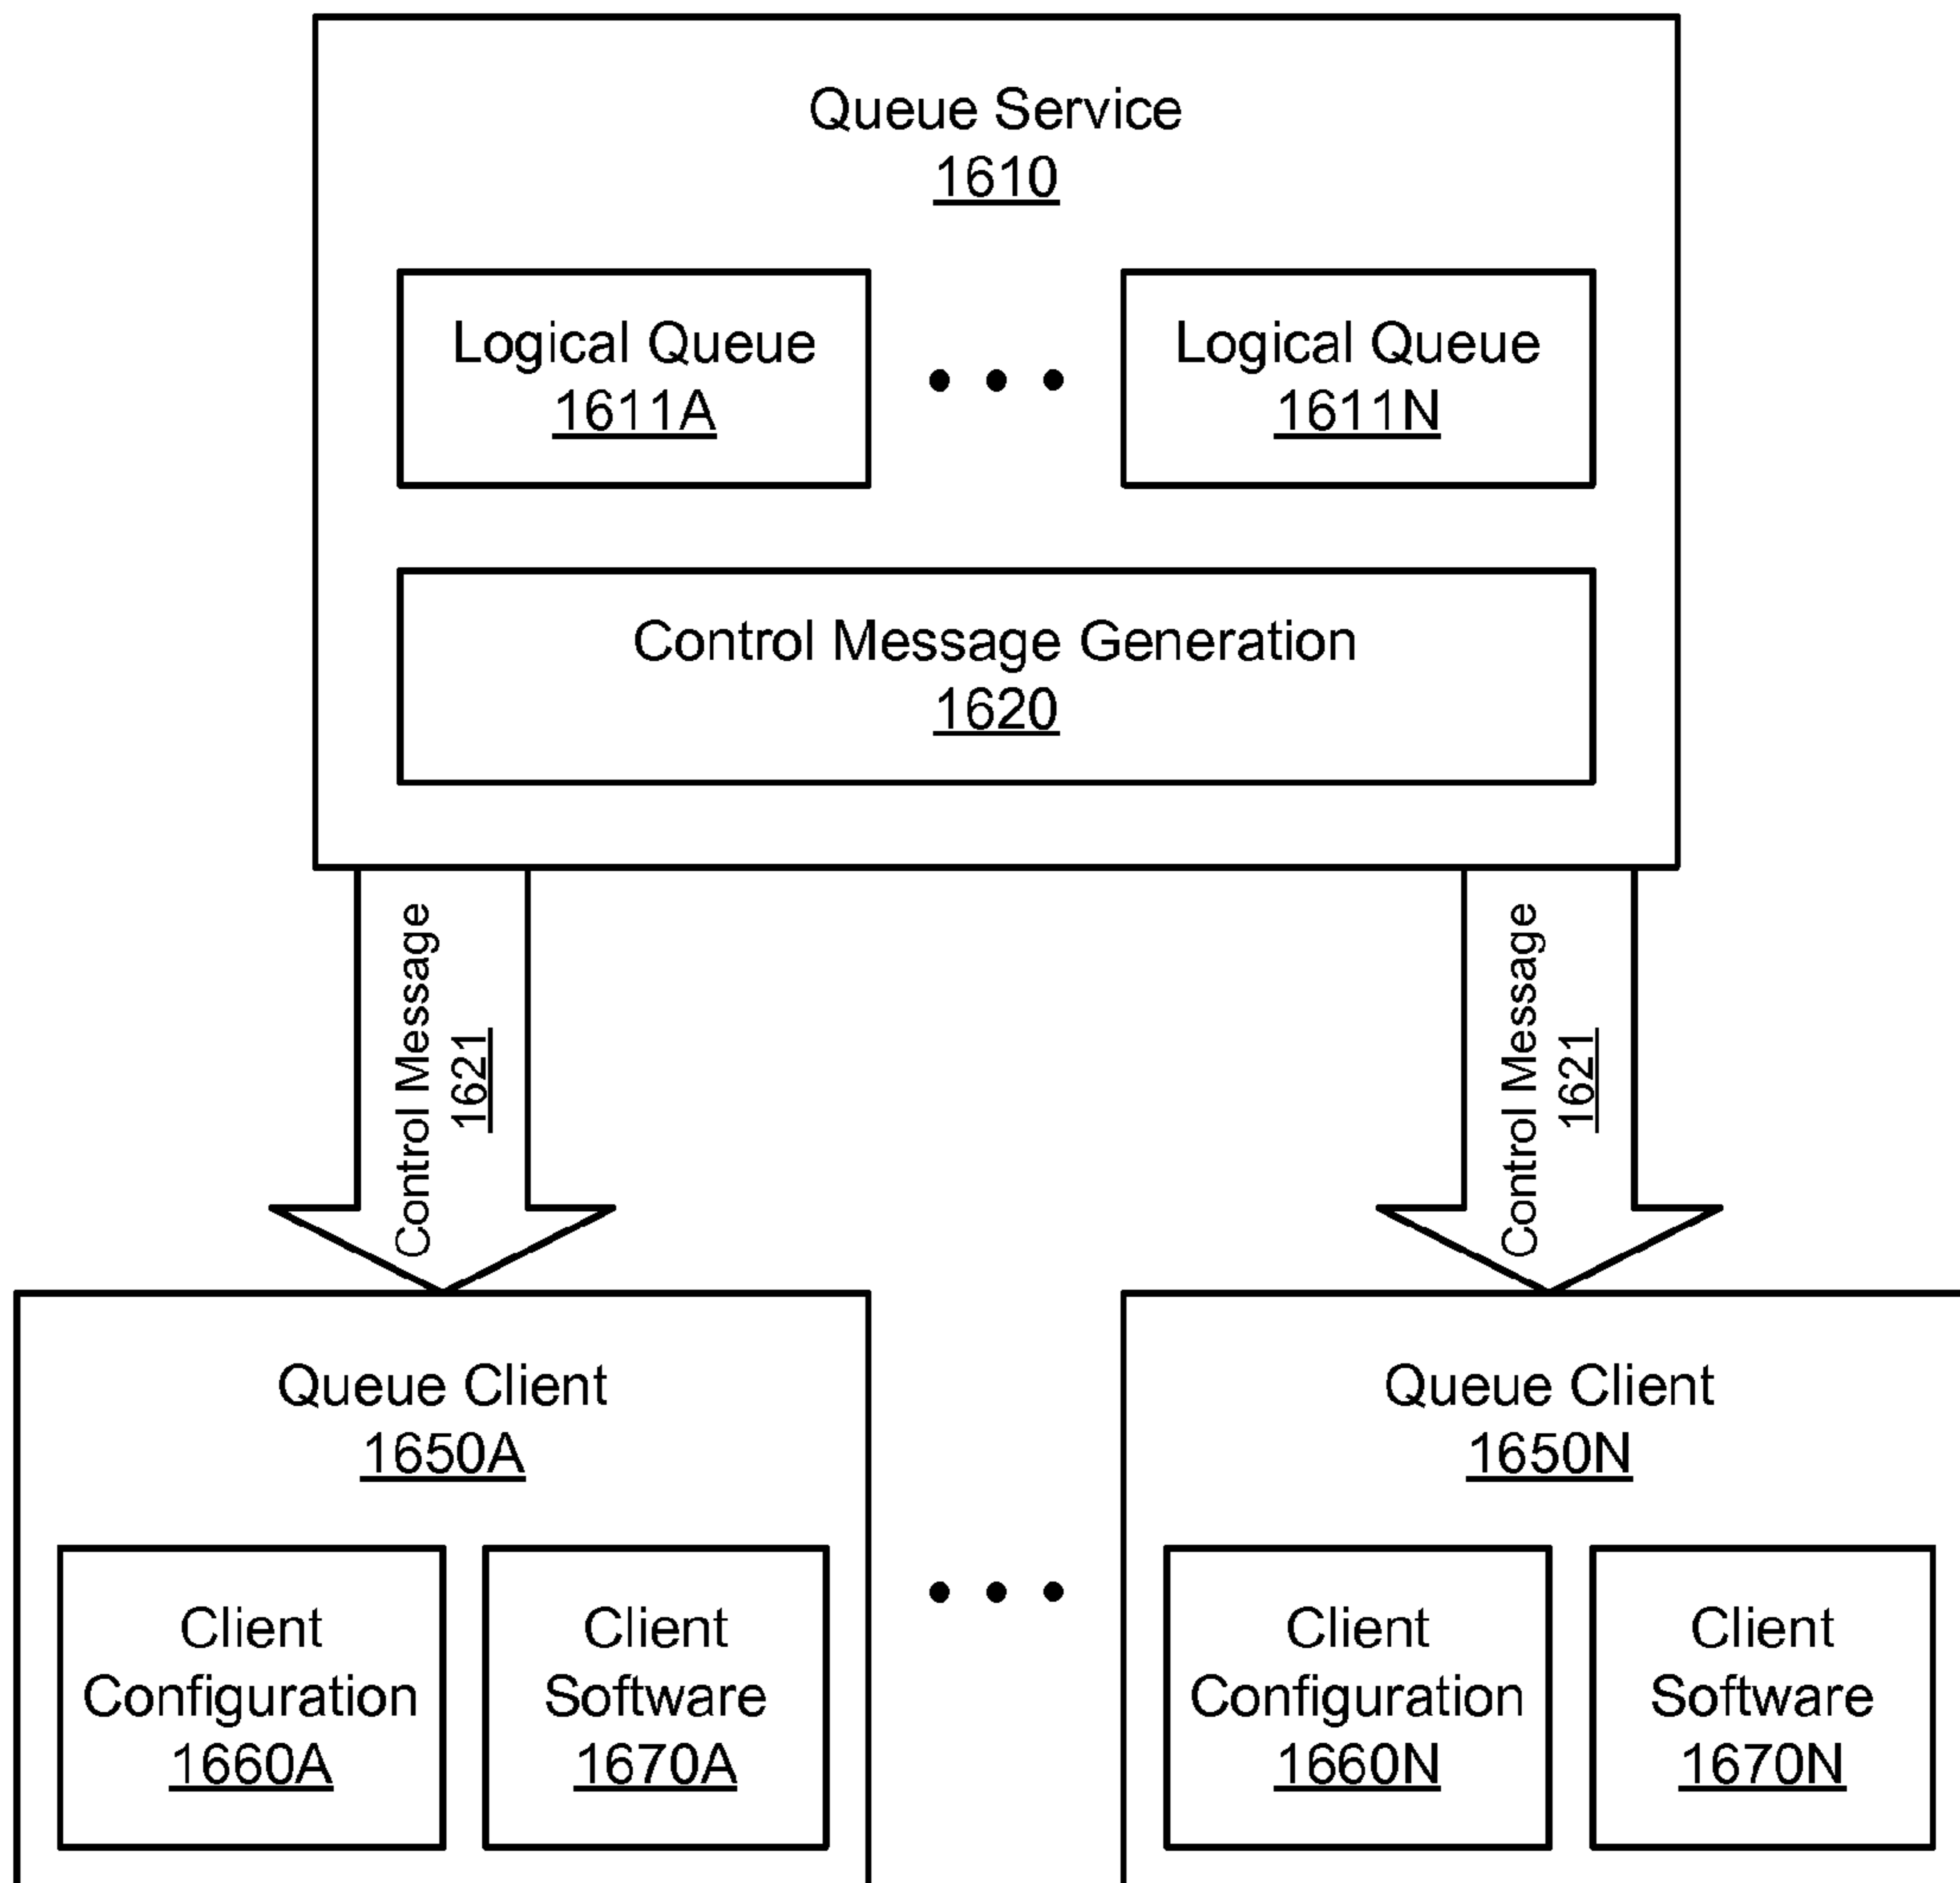 Queue Service
1610
Logical Queue
1611A
Logical Queue
1611N
Control Message Generation
1620
Control Message
1621
Control Message
1621
Queue Client
1650A
Client
Configuration
1660A
Client
Software
1670A
Queue Client
1650N
Client
Configuration
1660N
Client
Software
1670N